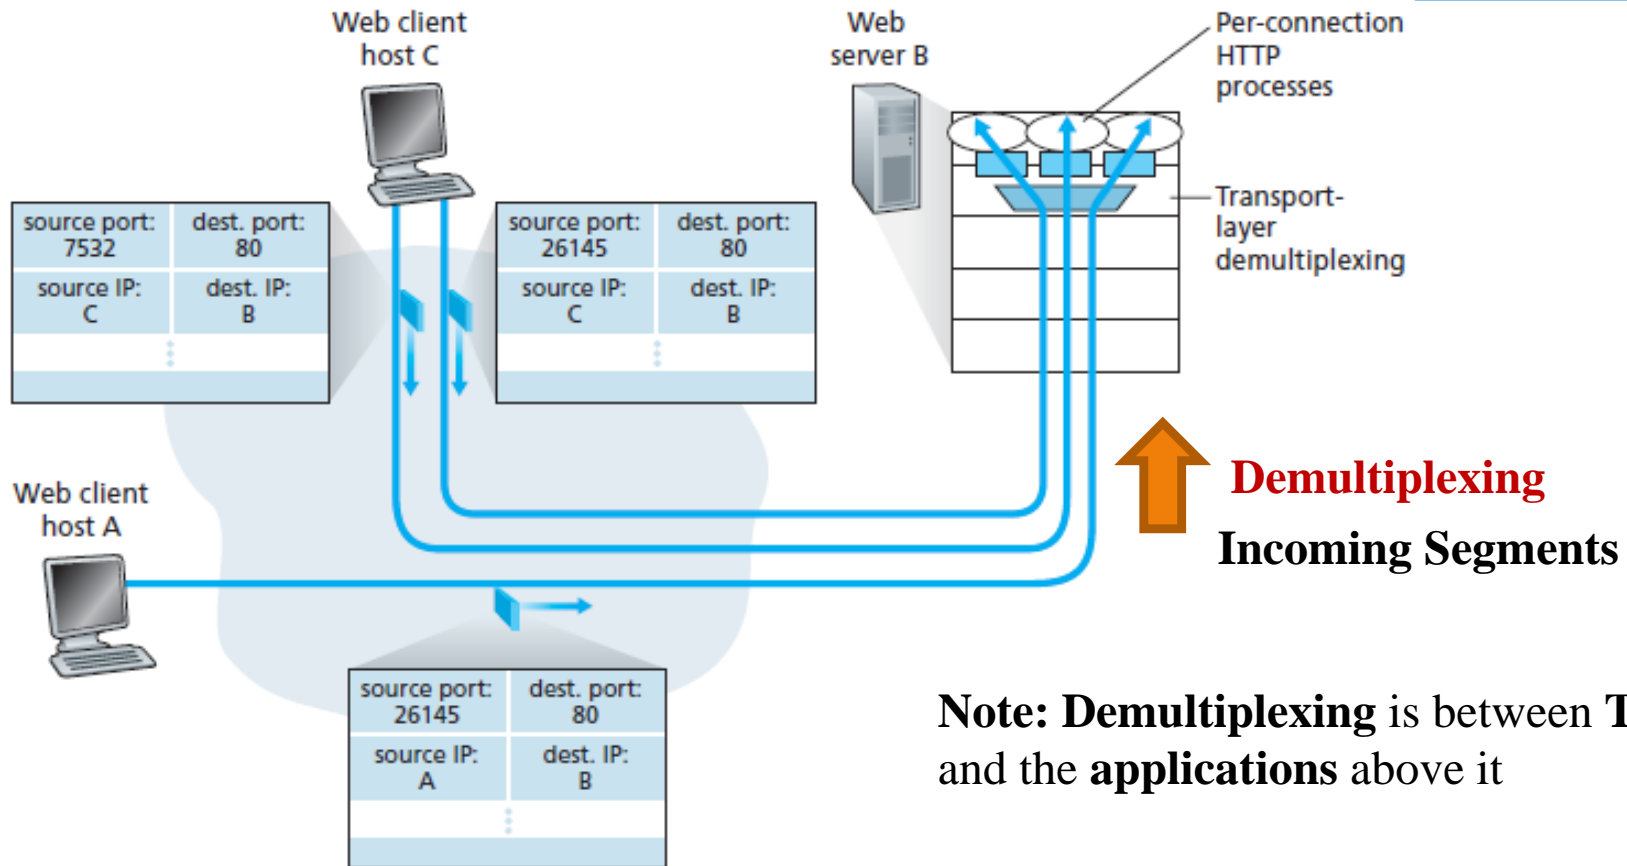 Web client
host C
Web
server B
Per-connection
HTTP
processes
Transport-
layer
demultiplexing
source port:
7532
dest. port:
80
source IP:
C
dest. IP:
B
source port:
26145
dest. port:
80
source IP:
C
dest. IP:
B
Web client
host A
Demultiplexing
Incoming Segments
source port:
26145
dest. port:
80
source IP:
A
dest. IP:
B
Note: Demultiplexing is between
and the applications above it